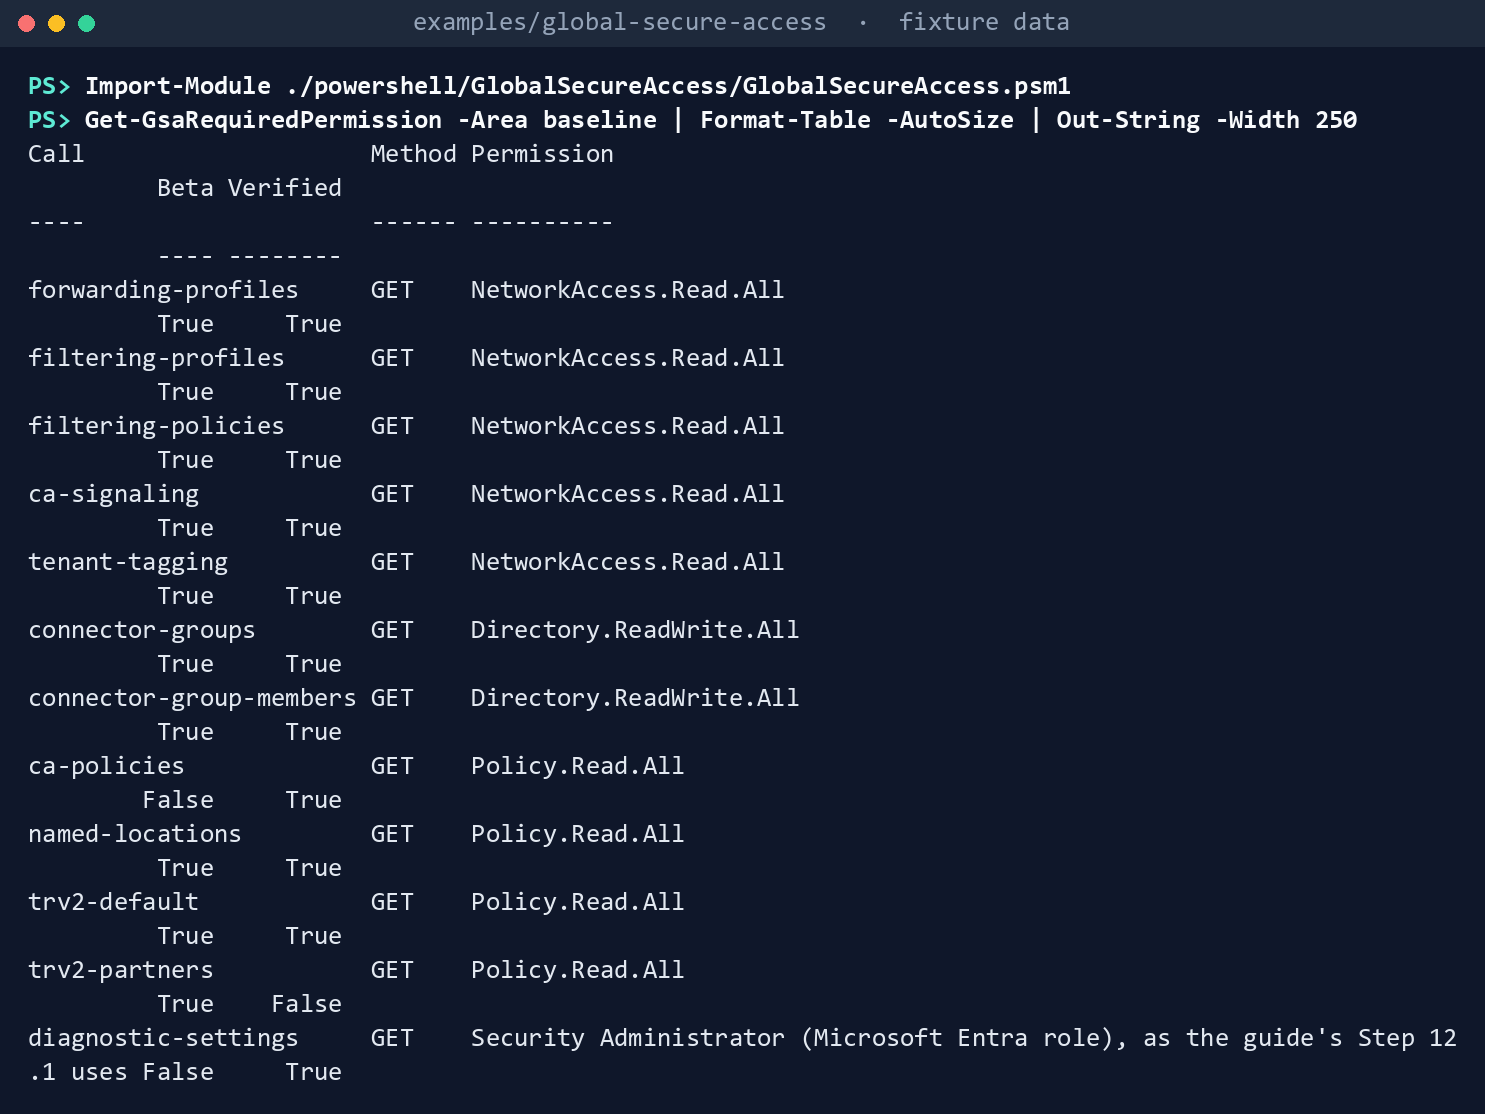 examples/global-secure-access  ·  fixture data
PS> Import-Module ./powershell/GlobalSecureAccess/GlobalSecureAccess.psm1
PS> Get-GsaRequiredPermission -Area baseline | Format-Table -AutoSize | Out-String -Width 250
Call                    Method Permission
         Beta Verified
----                    ------ ----------
         ---- --------
forwarding-profiles     GET    NetworkAccess.Read.All
         True     True
filtering-profiles      GET    NetworkAccess.Read.All
         True     True
filtering-policies      GET    NetworkAccess.Read.All
         True     True
ca-signaling            GET    NetworkAccess.Read.All
         True     True
tenant-tagging          GET    NetworkAccess.Read.All
         True     True
connector-groups        GET    Directory.ReadWrite.All
         True     True
connector-group-members GET    Directory.ReadWrite.All
         True     True
ca-policies             GET    Policy.Read.All
        False     True
named-locations         GET    Policy.Read.All
         True     True
trv2-default            GET    Policy.Read.All
         True     True
trv2-partners           GET    Policy.Read.All
         True    False
diagnostic-settings     GET    Security Administrator (Microsoft Entra role), as the guide's Step 12
.1 uses False     True